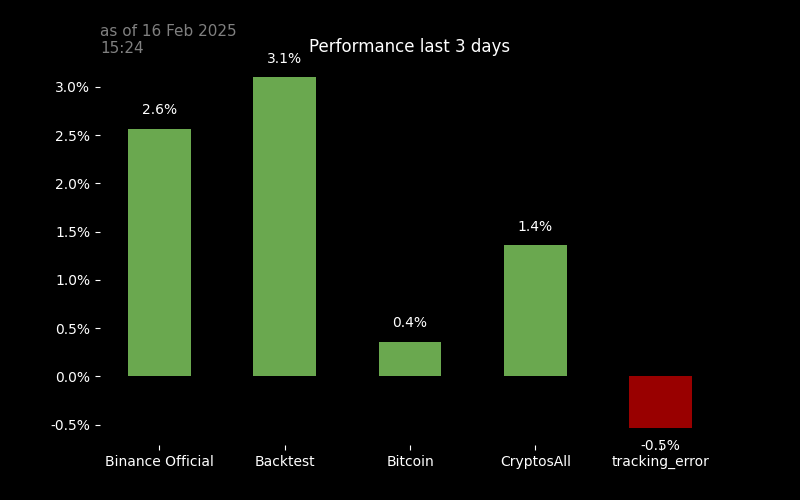 as of 16 Feb 2025
15:24
Performance last 3 days
3.0%
2.5%
2.0%
1.5%
1.0%
0.5%
0.0%
-0.5%
2.6%
3.1%
0.4%
1.4%
-0.5%
Binance Official
Backtest
Bitcoin
CryptosAll
tracking_error